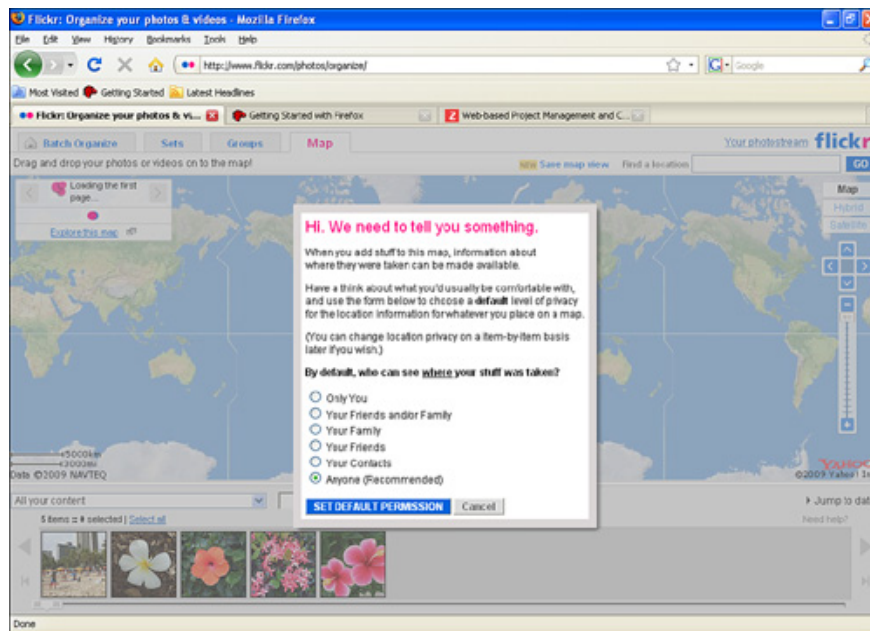 Flickr: Organize your photos & videos - Mozilla Firefox
File Edit View History Bookmarks Tools Help
http://www.flickr.com/photos/organize/
Google
Most Visited Getting Started Latest Headlines
Flickr: Organize your photos & vi... Getting Started with Firefox Web-based Project Management and C...
Batch Organize Sets Groups Map Your photostream flickr
Drag and drop your photos or videos on to the map! NEW Save map view Find a location GO
Loading the first
page...
Explore this map
Map
Hybrid
Satellite
Hi. We need to tell you something.
When you add stuff to this map, information about
where they were taken can be made available.
Have a think about what you'd usually be comfortable with,
and use the form below to choose a default level of privacy
for the location information for whatever you place on a map.
(You can change location privacy on a item-by-item basis
later if you wish.)
By default, who can see where your stuff was taken?
Only You
Your Friends and/or Family
Your Family
Your Friends
Your Contacts
Anyone (Recommended)
SET DEFAULT PERMISSION Cancel
Data ©2009 NAVTEQ
©2009 Yahoo! In
All your content
Jump to dat
5 items :: # selected | Select all
Need help?
Done